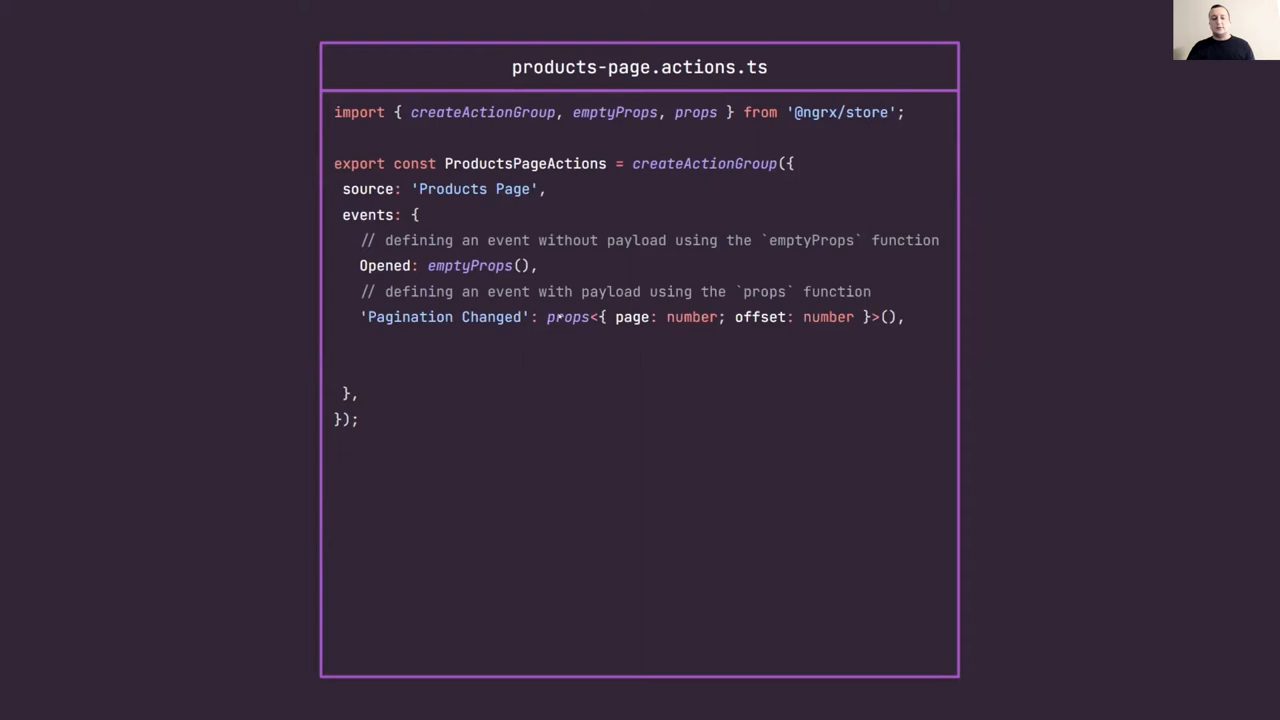 products-page.actions.ts
import { createActionGroup, emptyProps, props } from '@ngrx/store';
export const ProductsPageActions = createActionGroup({
source: 'Products Page',
events: {
// defining an event without payload using the `emptyProps` function
Opened: emptyProps(),
// defining an event with payload using the `props` function
'Pagination Changed': props<{ page: number; offset: number }>(),
},
});